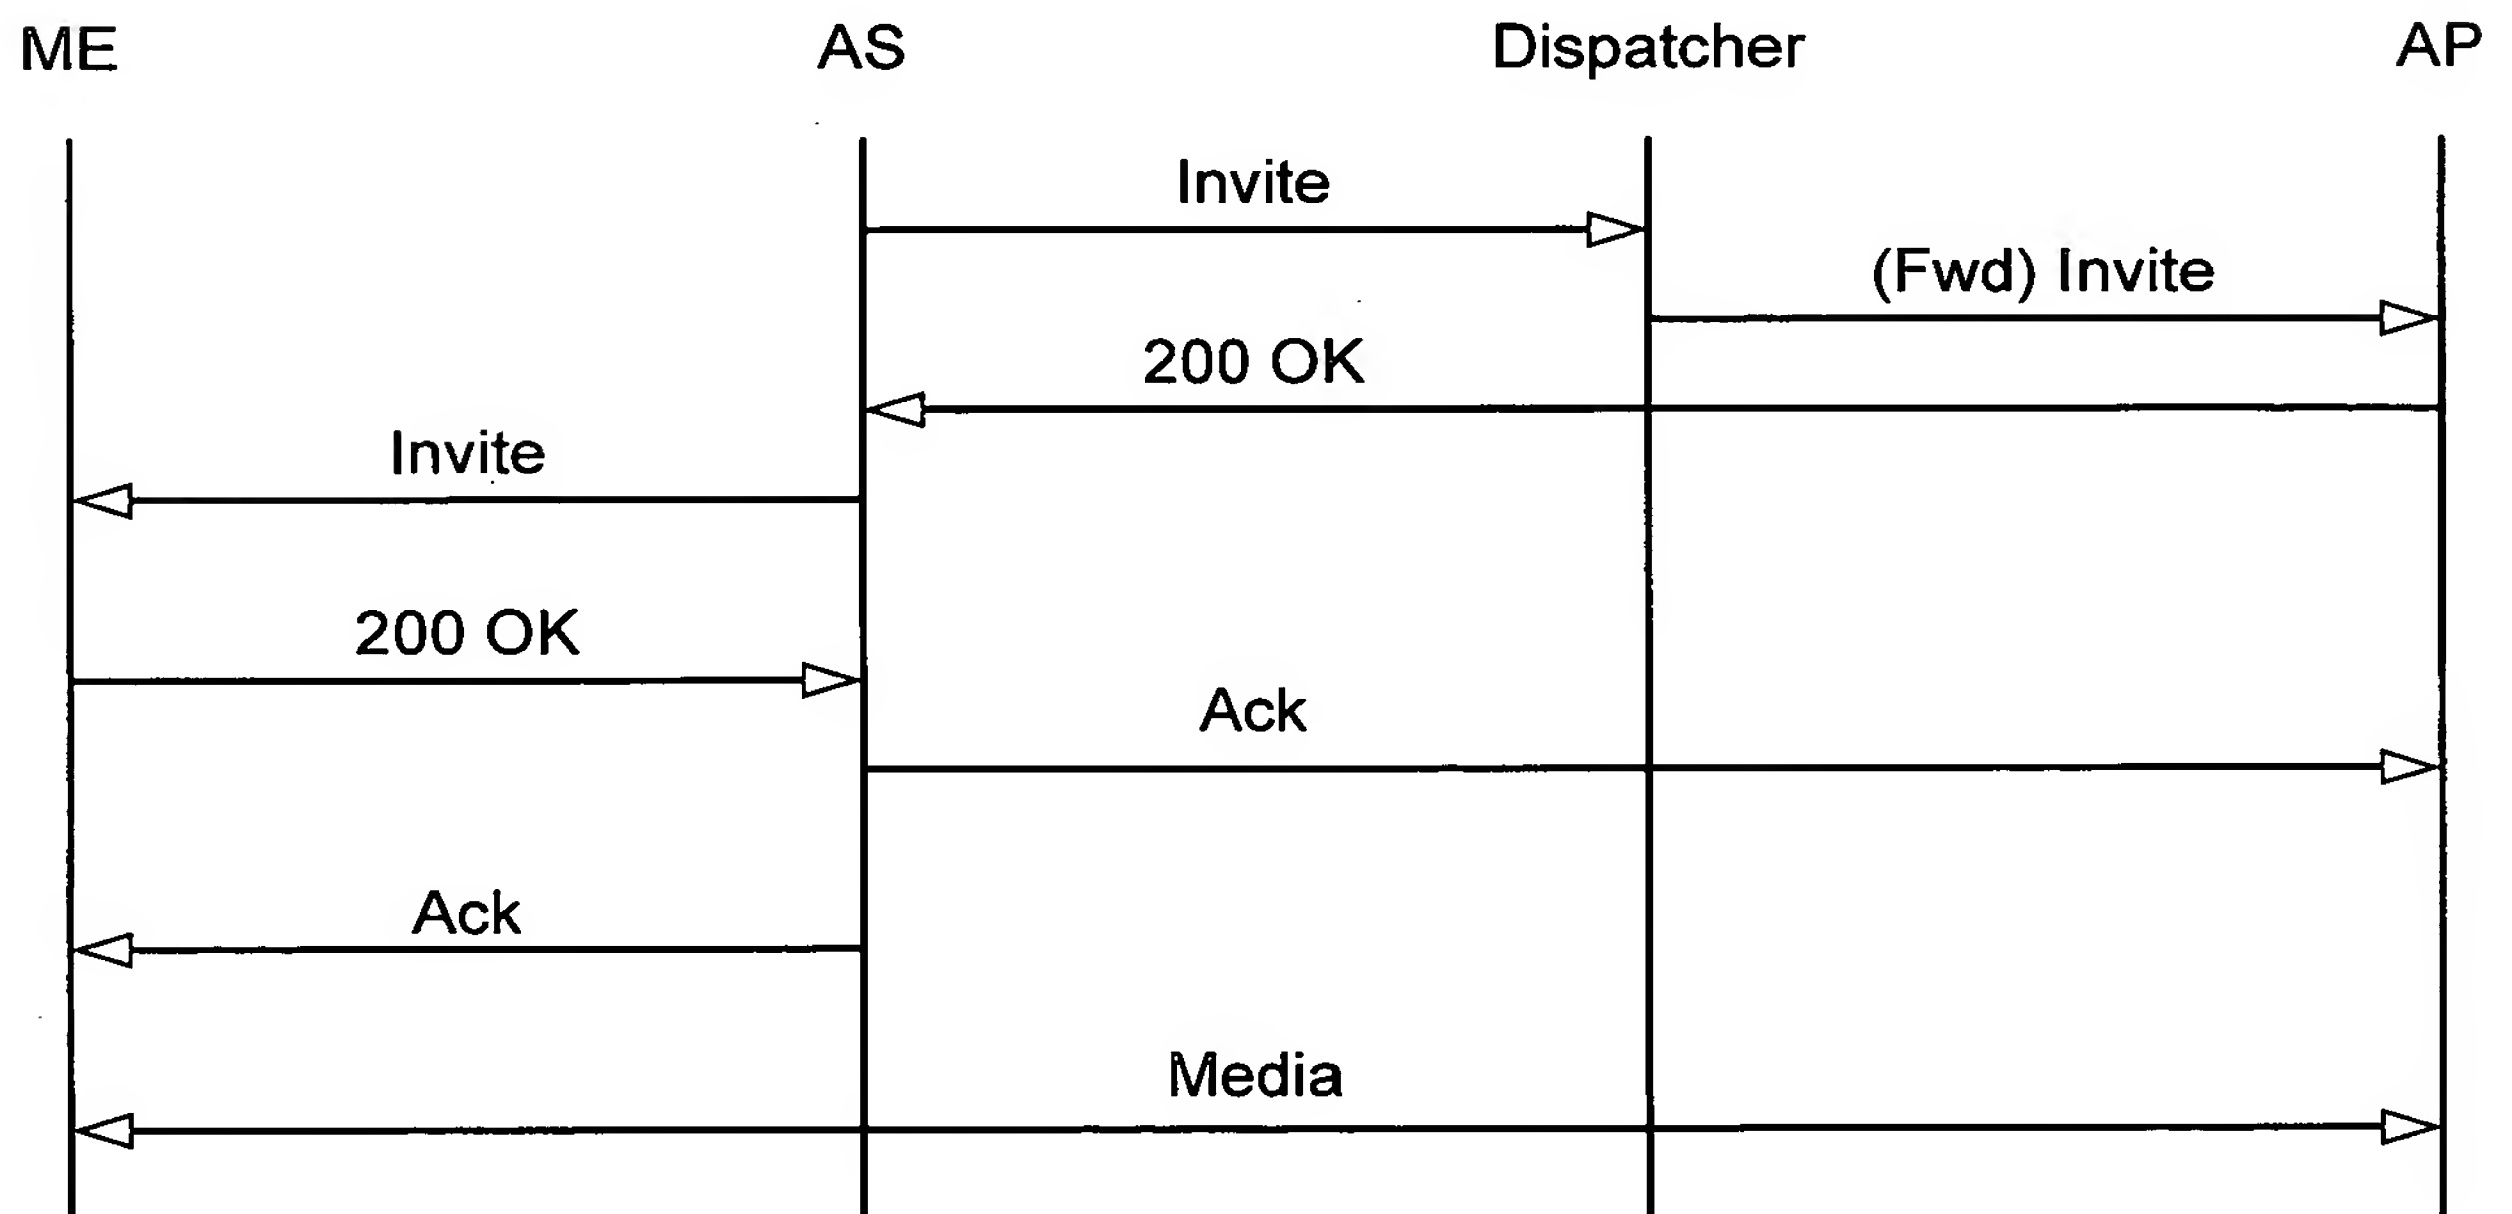 ME AS Dispatcher AP
Invite
(Fwd) Invite
200 OK
Invite
200 OK
Ack
Ack
Media